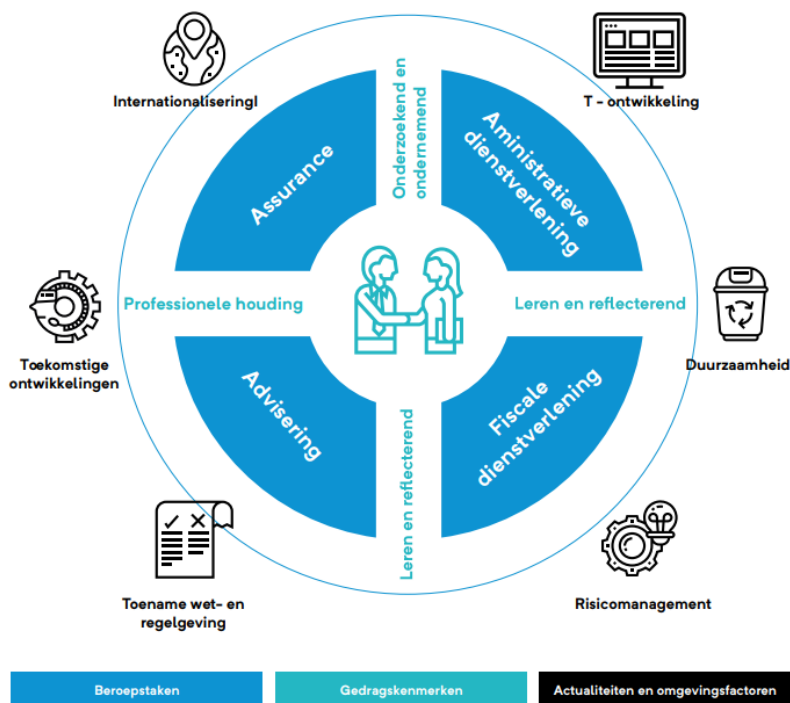 InternationaliseringI
T - ontwikkeling
Onderzoekend en
ondernemend
Assurance
Aministratieve
dienstverlening
Professionele houding
Leren en reflecterend
Toekomstige
ontwikkelingen
Duurzaamheid
Advisering
Leren en reflecterend
Fiscale
dienstverlening
Toename wet- en
regelgeving
Risicomanagement
Beroepstaken
Gedragskenmerken
Actualiteiten en omgevingsfactoren